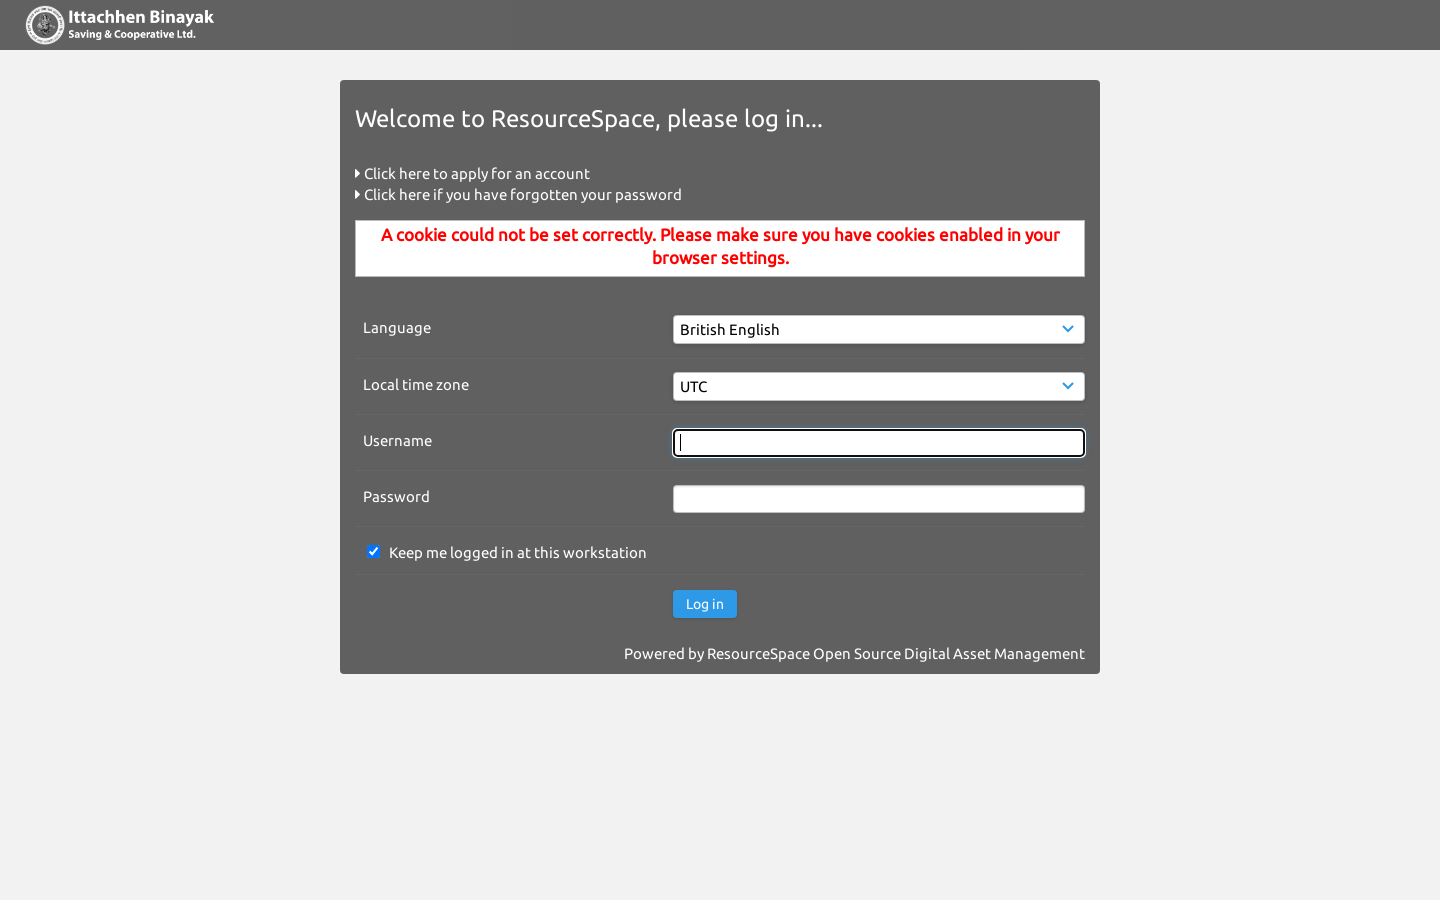 Ittachhen Binayak
Saving & Cooperative Ltd.
Welcome to ResourceSpace, please log in...
Click here to apply for an account
Click here if you have forgotten your password
A cookie could not be set correctly. Please make sure you have cookies enabled in your
browser settings.
Language
British English
Local time zone
UTC
Username
Password
Keep me logged in at this workstation
Log in
Powered by ResourceSpace Open Source Digital Asset Management